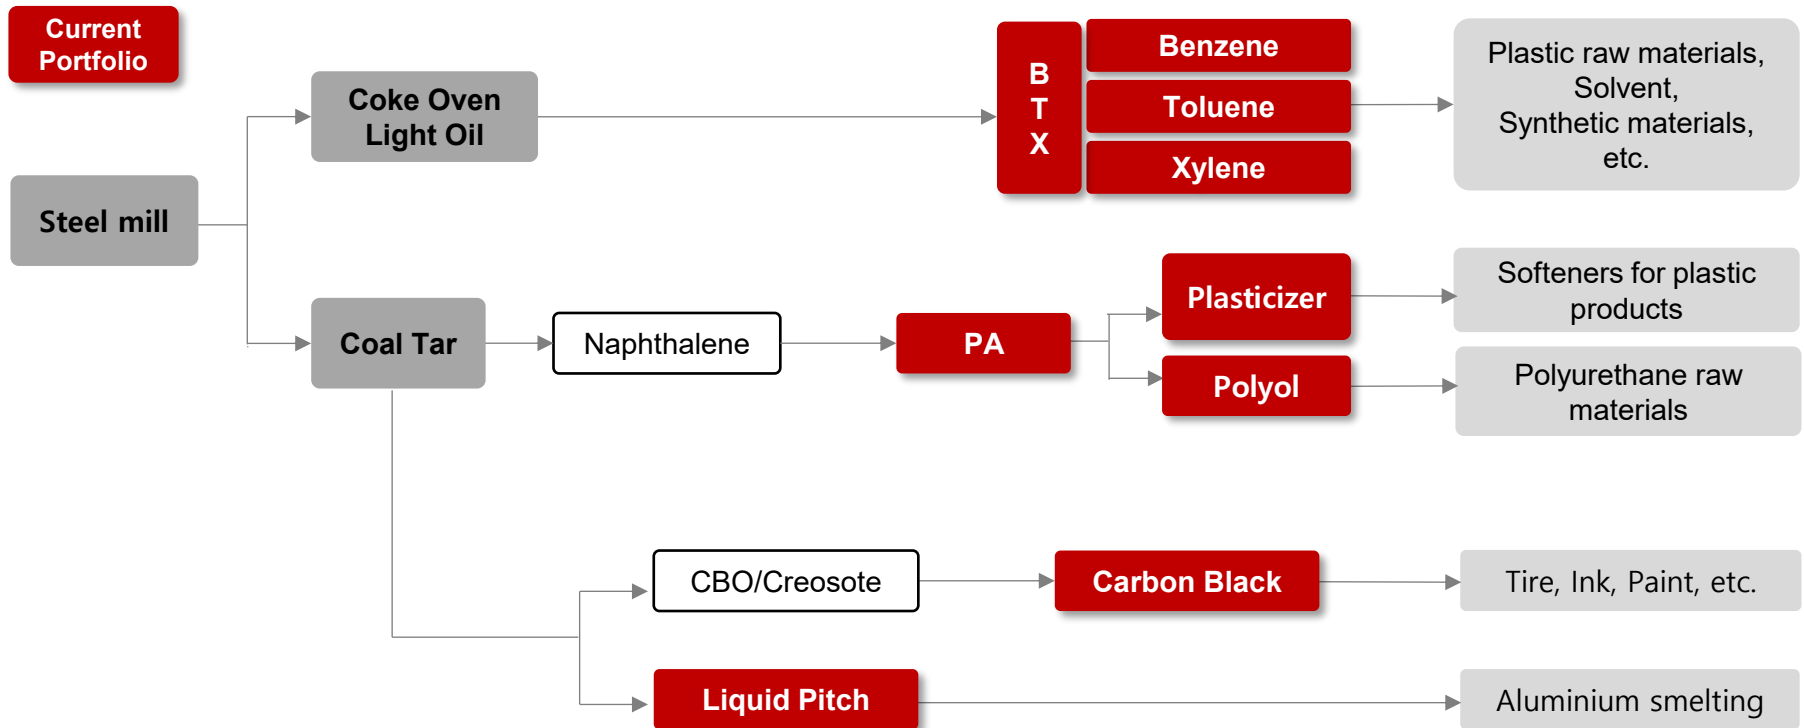 Current
Portfolio
Steel mill
Coke Oven
Light Oil
B
T
X
Benzene
Toluene
Xylene
Plastic raw materials,
Solvent,
Synthetic materials,
etc.
Coal Tar
Naphthalene
PA
Plasticizer
Softeners for plastic
products
Polyol
Polyurethane raw
materials
CBO/Creosote
Carbon Black
Tire, Ink, Paint, etc.
Liquid Pitch
Aluminium smelting